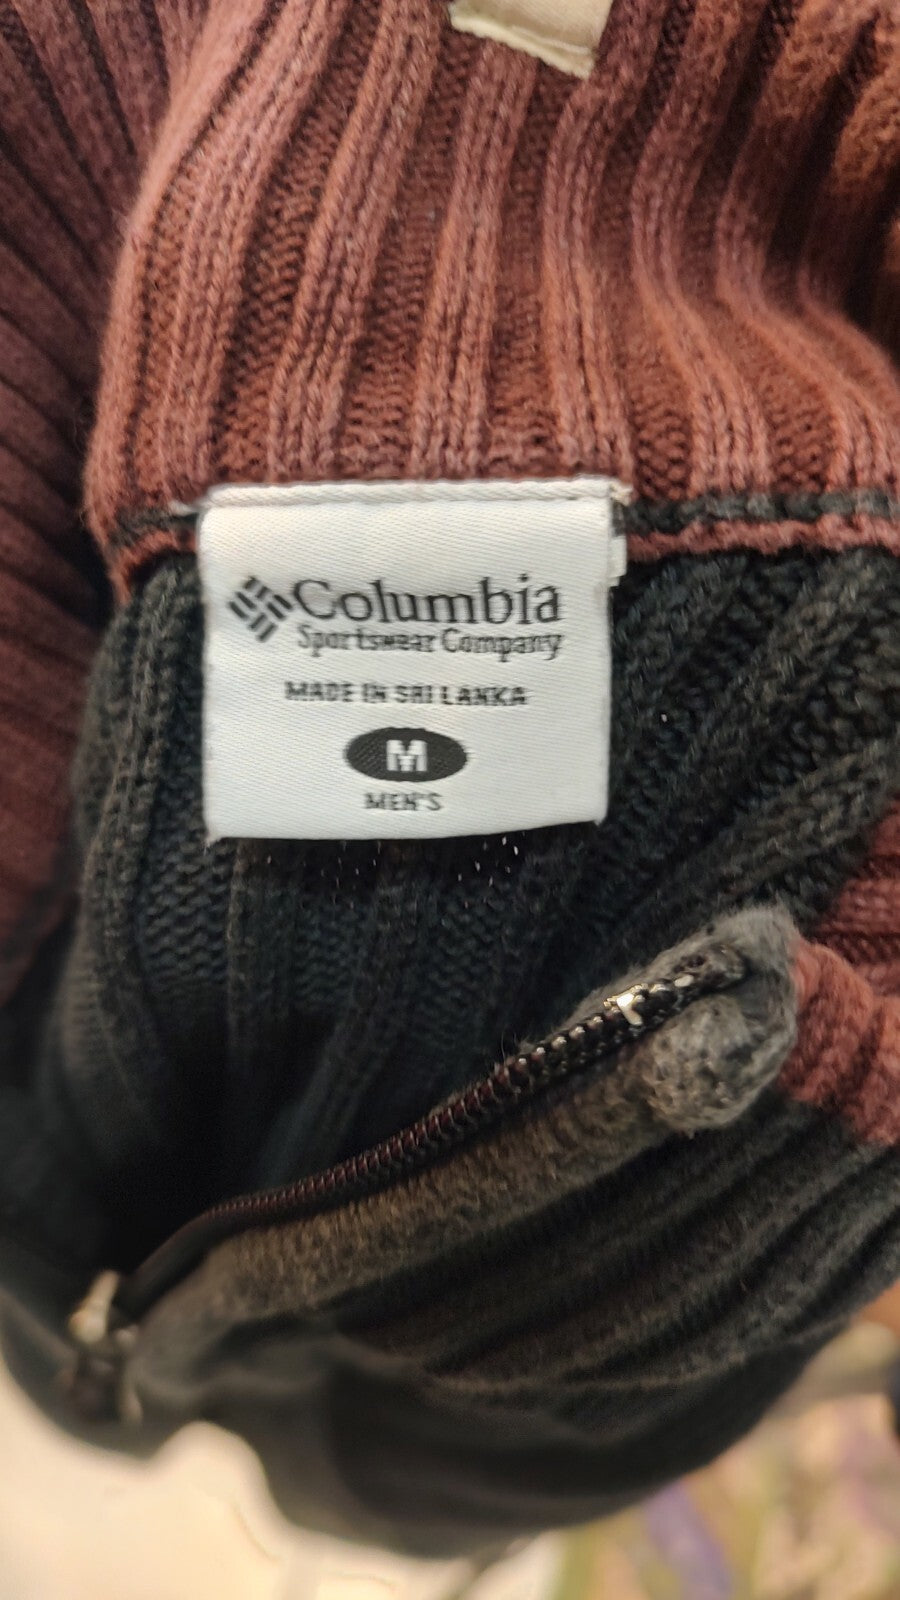 Columbia
Sportswear Company
MADE IN SRI LANKA
M
MEN'S